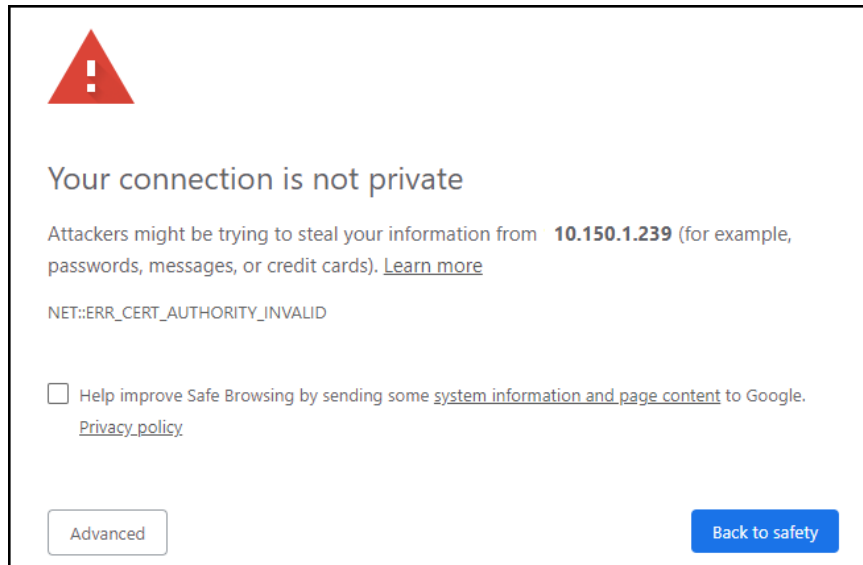 Your connection is not private
Attackers might be trying to steal your information from 10.150.1.239 (for example,
passwords, messages, or credit cards). Learn more
NET::ERR_CERT_AUTHORITY_INVALID
Help improve Safe Browsing by sending some system information and page content to Google.
Privacy policy
Advanced
Back to safety